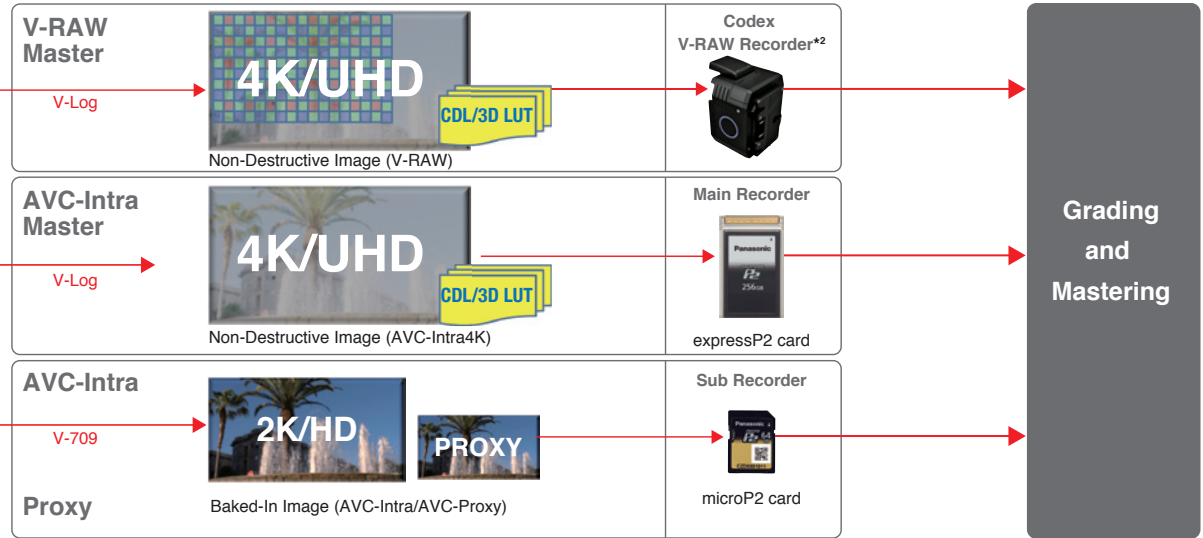 V-RAW
Master
V-Log
4K/UHD
CDL/3D LUT
Non-Destructive Image (V-RAW)
Codex
V-RAW Recorder*2
AVC-Intra
Master
V-Log
4K/UHD
CDL/3D LUT
Non-Destructive Image (AVC-Intra4K)
Main Recorder
Panasonic
P2
256GB
expressP2 card
AVC-Intra
V-709
Proxy
2K/HD
PROXY
Baked-In Image (AVC-Intra/AVC-Proxy)
Sub Recorder
Panasonic
P2 64
microP2 card
Grading
and
Mastering